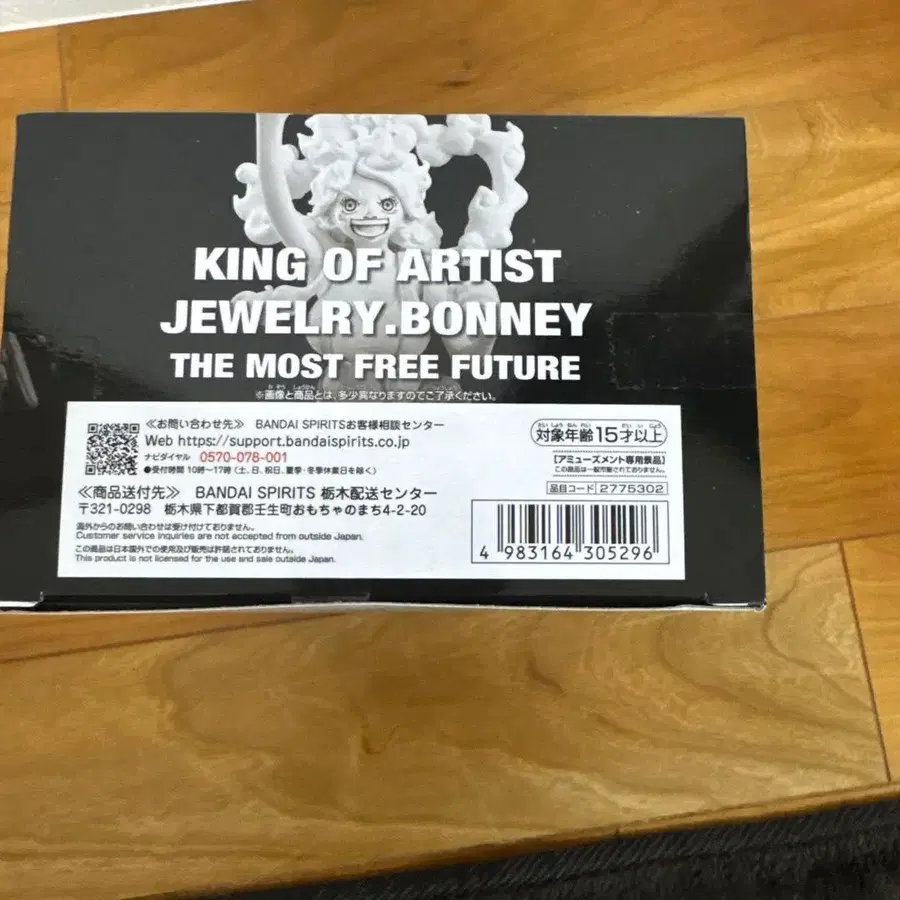 KING OF ARTIST
JEWELRY.BONNEY
THE MOST FREE FUTURE
※画像と商品とは、多少異なりますのでご了承ください。
≪お問い合わせ先≫ BANDAI SPIRITSお客様相談センター
Web https://support.bandaispirits.co.jp
ナビダイヤル 0570-078-001
●受付時間 10時〜17時(土、日、祝日、夏季・冬季休業日を除く)
≪商品送付先≫ BANDAI SPIRITS 栃木配送センター
〒321-0298 栃木県下都賀郡壬生町おもちゃのまち4-2-20
海外からのお問い合わせは受け付けておりません。
Customer service inquiries are not accepted from outside Japan.
この商品は日本国外での使用及び販売は許諾されておりません。
This product is not licensed for the use and sale outside Japan.
対象年齢15才以上
[アミューズメント専用景品]
この商品は一般市販されておりません。
品目コード 2775302
4 983164 305296